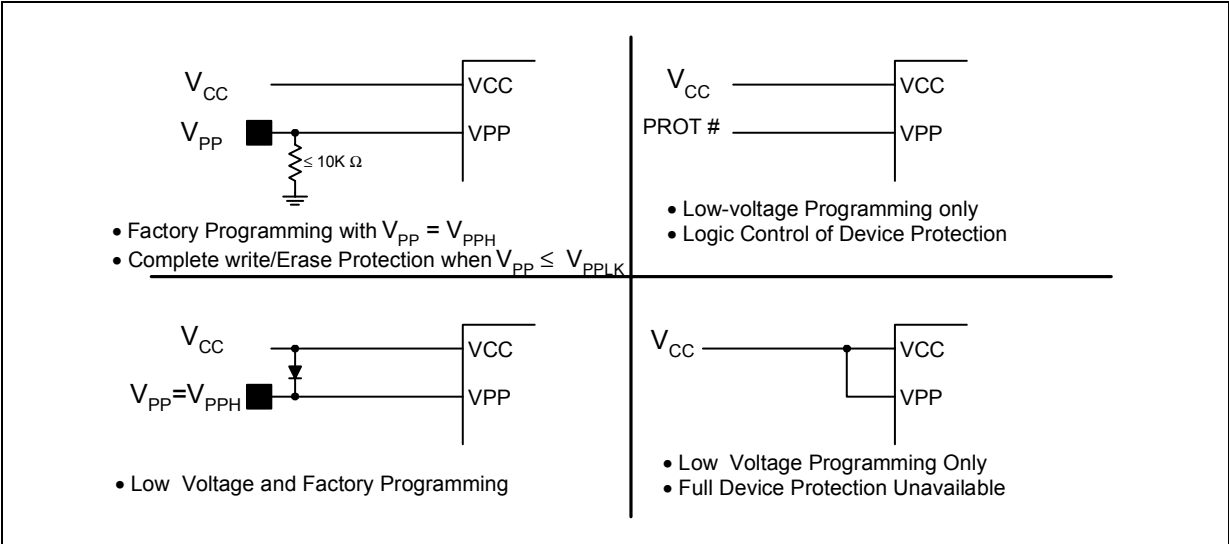 V_CC VCC
V_PP VPP
≤ 10K Ω
• Factory Programming with V_PP = V_PPH
• Complete write/Erase Protection when V_PP ≤ V_PPLK
V_CC VCC
PROT # VPP
• Low-voltage Programming only
• Logic Control of Device Protection
V_CC VCC
V_PP=V_PPH VPP
• Low Voltage and Factory Programming
V_CC VCC
VPP
• Low Voltage Programming Only
• Full Device Protection Unavailable